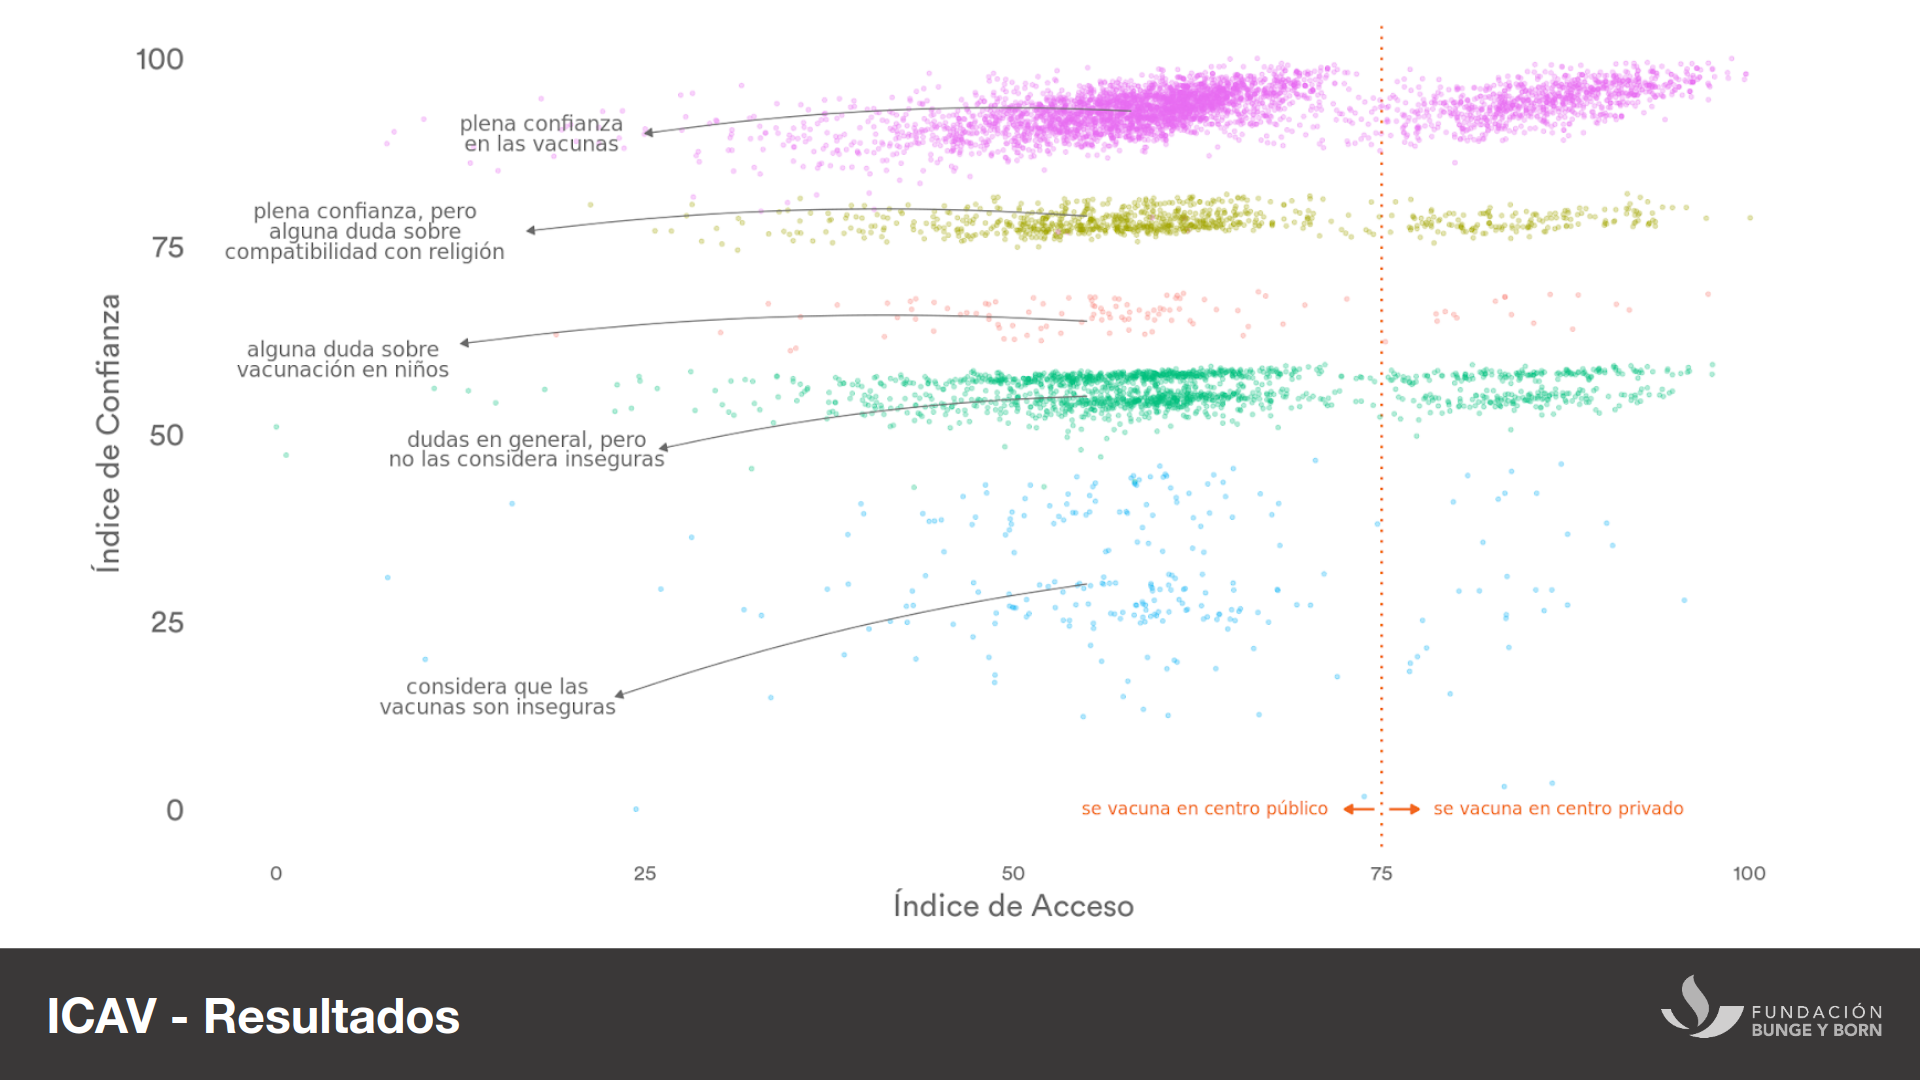 100
75
50
25
0
Índice de Confianza
plena confianza
en las vacunas
plena confianza, pero
alguna duda sobre
compatibilidad con religión
alguna duda sobre
vacunación en niños
dudas en general, pero
no las considera inseguras
considera que las
vacunas son inseguras
se vacuna en centro público
se vacuna en centro privado
0
25
50
75
100
Índice de Acceso
ICAV - Resultados
FUNDACIÓN
BUNGE Y BORN